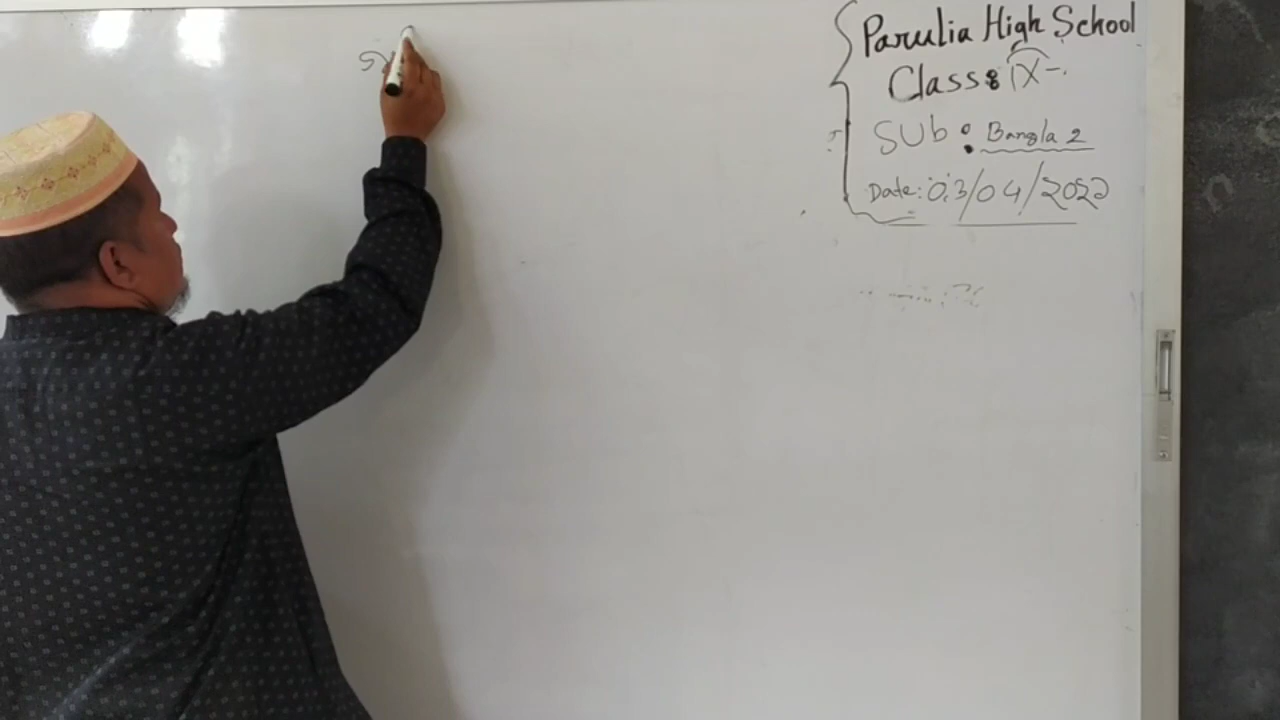 Parulia High School
Class: IX
Sub: Bangla 2
Date: 03/04/2022